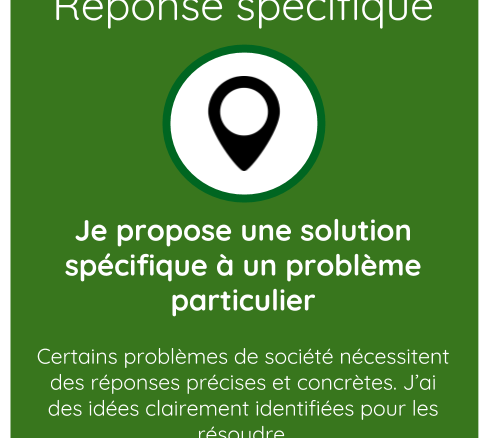 Réponse spécifique
Je propose une solution
spécifique à un problème
particulier
Certains problèmes de société nécessitent
des réponses précises et concrètes. J’ai
des idées clairement identifiées pour les
résoudre